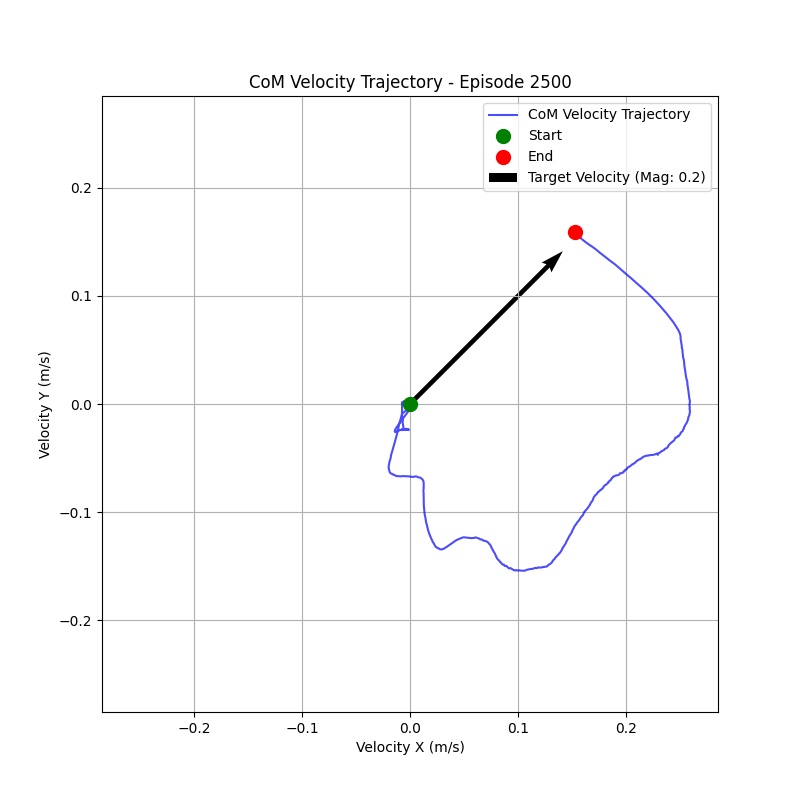 CoM Velocity Trajectory - Episode 2500
CoM Velocity Trajectory
Start
End
Target Velocity (Mag: 0.2)
0.2
0.1
0.0
−0.1
−0.2
Velocity Y (m/s)
−0.2
−0.1
0.0
0.1
0.2
Velocity X (m/s)